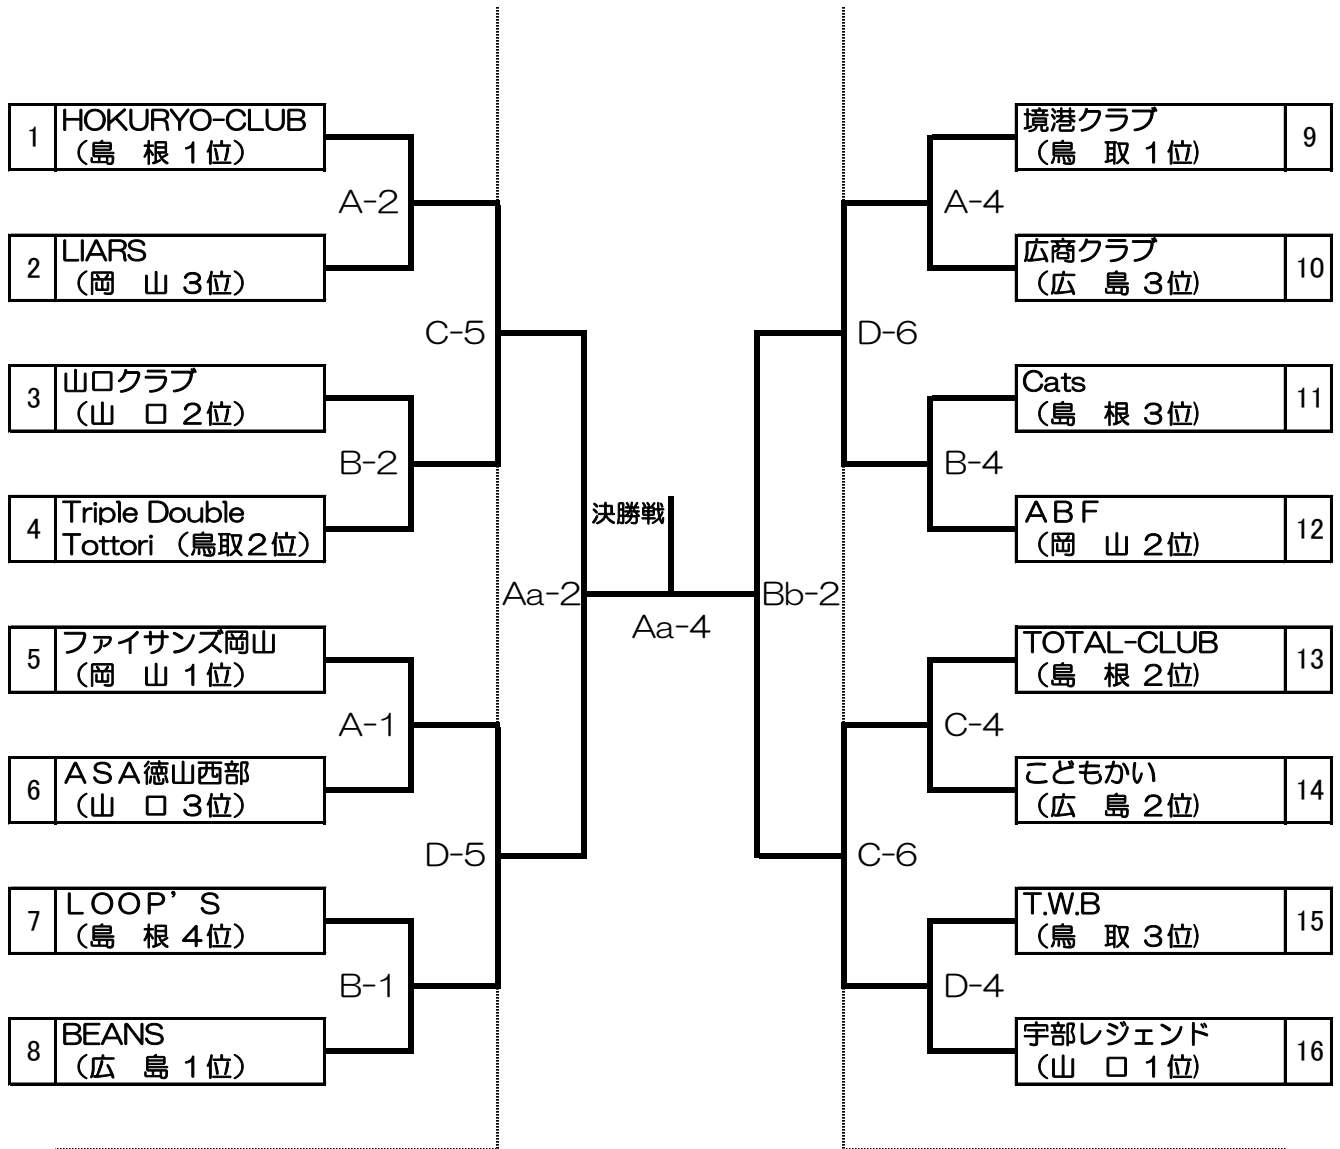 1
HOKURYO-CLUB
（島　根 1位）
2
LIARS
（岡　山 3位）
3
山口クラブ
（山　口 2位）
4
Triple Double
Tottori （鳥取2位）
5
ファイサンズ岡山
（岡　山 1位）
6
ＡＳＡ徳山西部
（山　口 3位）
7
ＬＯＯＰ’Ｓ
（島　根 4位）
8
BEANS
（広　島 1位）
A-2
B-2
A-1
B-1
C-5
D-5
Aa-2
決勝戦
Aa-4
Bb-2
D-6
C-6
A-4
B-4
C-4
D-4
境港クラブ
（鳥　取 1位)
9
広商クラブ
（広　島 3位)
10
Cats
（島　根 3位)
11
ＡＢＦ
（岡　山 2位)
12
TOTAL-CLUB
（島　根 2位)
13
こどもかい
（広　島 2位)
14
T.W.B
（鳥　取 3位)
15
宇部レジェンド
（山　口 1位)
16